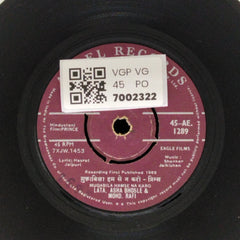 EL RECORDS
VGP VG
45 PO
7002322
Hindustani
Film:PRINCE
45-AE.
1289
45 RPM
7XJW.1453
EAGLE FILMS
Lyric: Hasrat
Jaipuri
Music:
Shankar
Jaikishan
Recording First Published 1969
मुक़ाबिला हम से न करो - प्रिन्स
MUQABILA HAMSE NA KARO
LATA, ASHA BHOSLE &
MOHD. RAFI